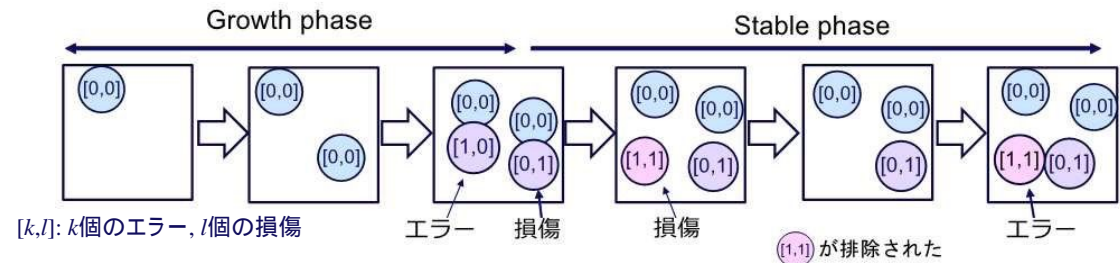 Growth phase
Stable phase
[0,0]
[0,0]
[0,0]
[0,0]
[0,0]
[1,0]
[0,1]
[0,0]
[0,0]
[1,1]
[0,1]
[0,0]
[0,0]
[0,1]
[0,0]
[0,0]
[1,1]
[0,1]
[k,l]: k個のエラー, l個の損傷
エラー
損傷
損傷
エラー
[1,1] が排除された